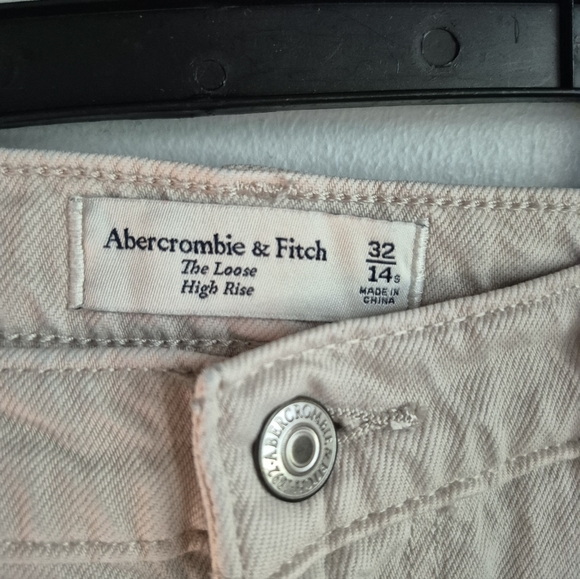 Abercrombie & Fitch
The Loose
High Rise
32
14s
MADE IN
CHINA
ABERCROMBIE